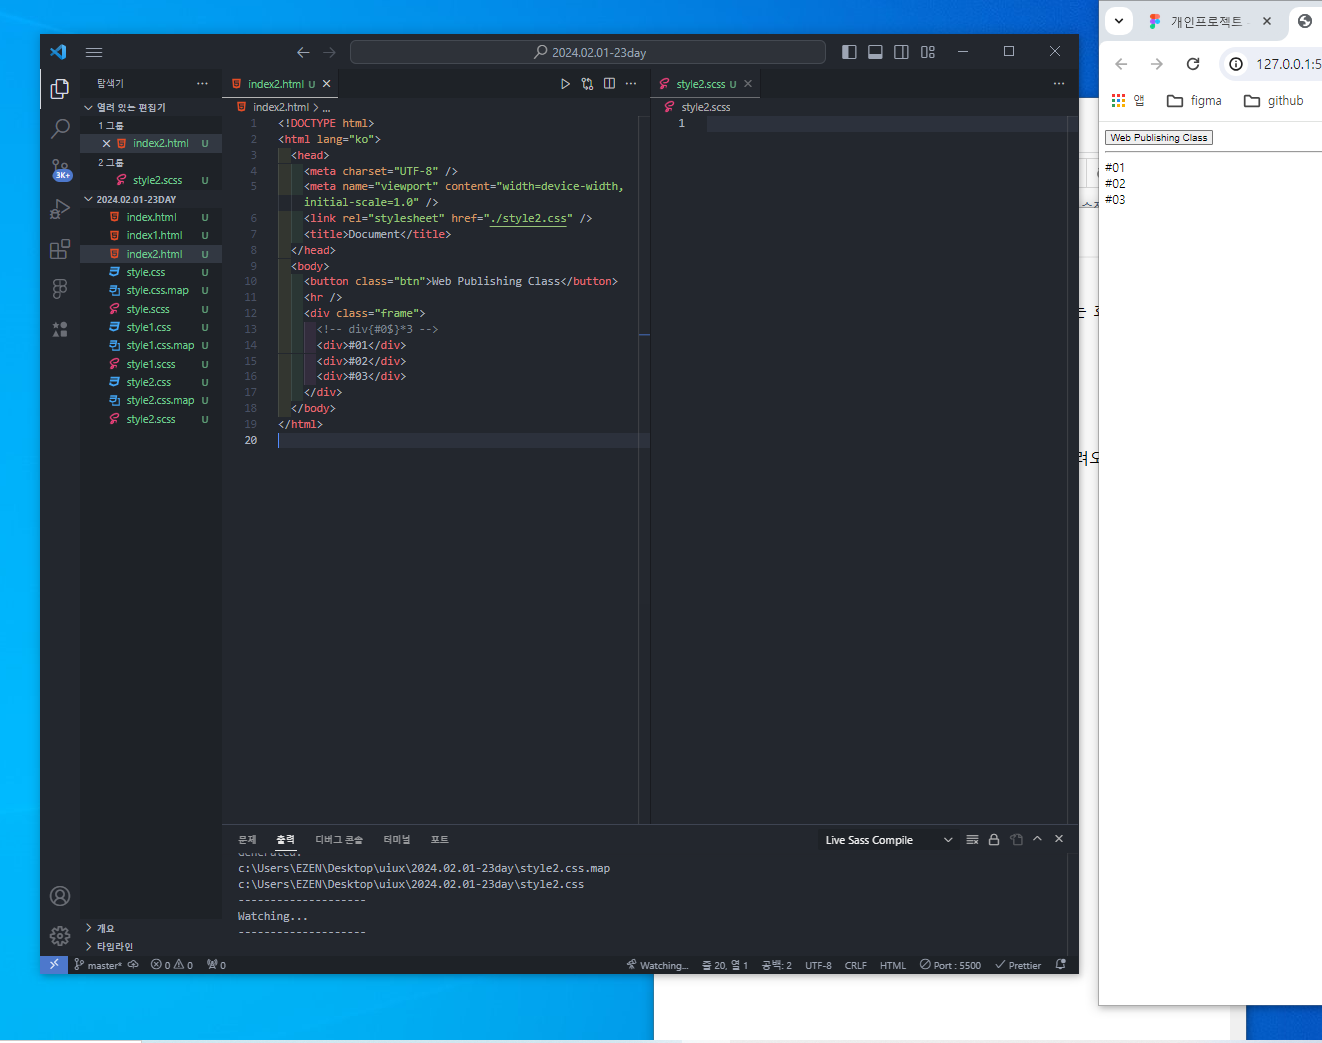 2024.02.01-23day
탐색기
열려 있는 편집기
1 그룹
index2.html U
2 그룹
style2.scss U
2024.02.01-23DAY
index.html U
index1.html U
index2.html U
style.css U
style.css.map U
style.scss U
style1.css U
style1.css.map U
style1.scss U
style2.css U
style2.css.map U
style2.scss U
3K+
개요
타임라인
index2.html U
index2.html > ...
1 <!DOCTYPE html>
2 <html lang="ko">
3 <head>
4 <meta charset="UTF-8" />
5 <meta name="viewport" content="width=device-width,
initial-scale=1.0" />
6 <link rel="stylesheet" href="./style2.css" />
7 <title>Document</title>
8 </head>
9 <body>
10 <button class="btn">Web Publishing Class</button>
11 <hr />
12 <div class="frame">
13 <!-- div{#0$}*3 -->
14 <div>#01</div>
15 <div>#02</div>
16 <div>#03</div>
17 </div>
18 </body>
19 </html>
20
style2.scss U
style2.scss
1
문제 출력 디버그 콘솔 터미널 포트
Live Sass Compile
Generated:
c:\Users\EZEN\Desktop\uiux\2024.02.01-23day\style2.css.map
c:\Users\EZEN\Desktop\uiux\2024.02.01-23day\style2.css
--------------------
Watching...
--------------------
master* 0 0 0 Watching... 줄 20, 열 1 공백: 2 UTF-8 CRLF HTML Port : 5500 Prettier
개인프로젝트
127.0.0.1:5
앱 figma github
Web Publishing Class
#01
#02
#03
는
려오